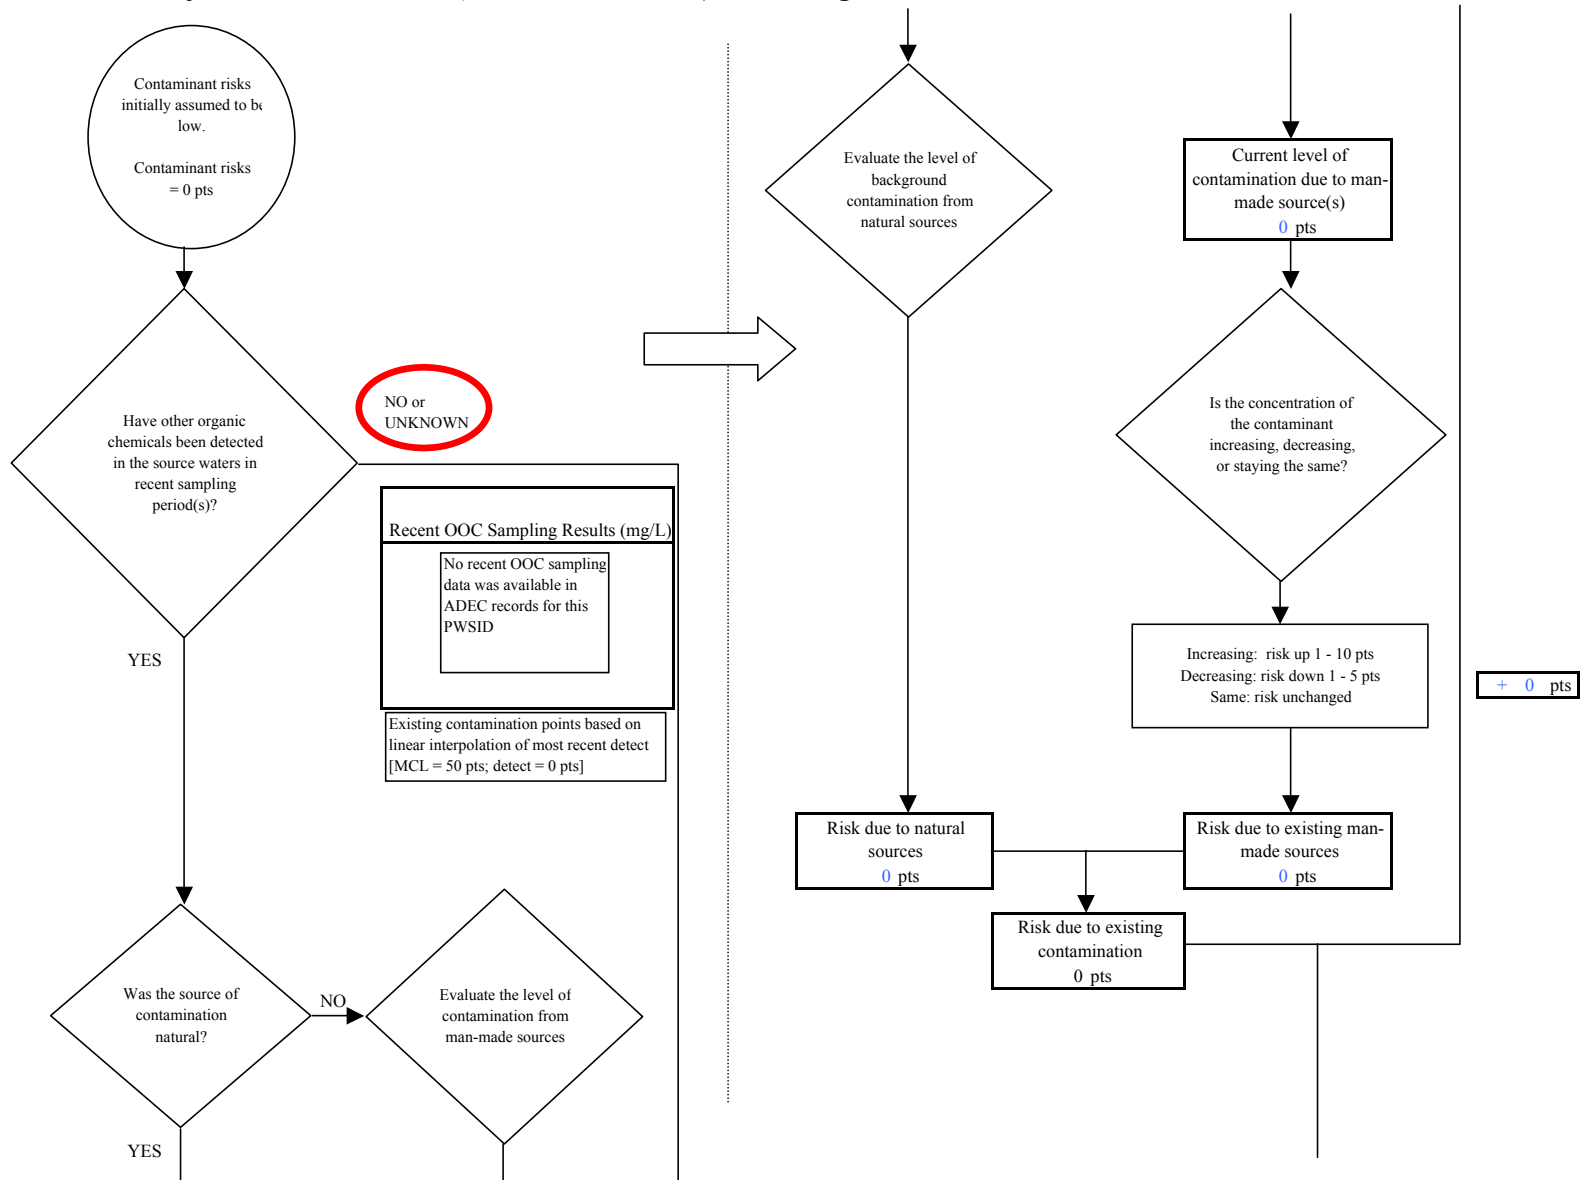 Contaminant risks
initially assumed to be
low.
Contaminant risks
= 0 pts
Have other organic
chemicals been detected
in the source waters in
recent sampling
period(s)?
NO or
UNKNOWN
Recent OOC Sampling Results (mg/L)
No recent OOC sampling
data was available in
ADEC records for this
PWSID
Existing contamination points based on
linear interpolation of most recent detect
[MCL = 50 pts; detect = 0 pts]
YES
Was the source of
contamination
natural?
NO
Evaluate the level of
contamination from
man-made sources
YES
Evaluate the level of
background
contamination from
natural sources
Current level of
contamination due to man-
made source(s)
0 pts
Is the concentration of
the contaminant
increasing, decreasing,
or staying the same?
Increasing: risk up 1 - 10 pts
Decreasing: risk down 1 - 5 pts
Same: risk unchanged
+ 0 pts
Risk due to natural
sources
0 pts
Risk due to existing man-
made sources
0 pts
Risk due to existing
contamination
0 pts